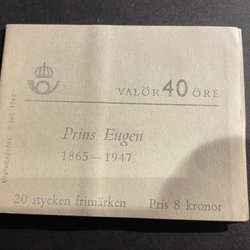 VALÖR 40 ÖRE
Prins Eugen
1865 — 1947
20 stycken frimärken Pris 8 kronor